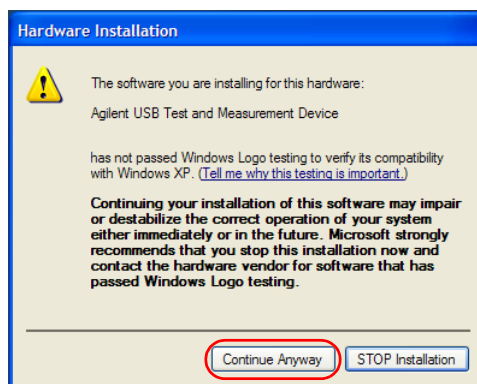 Hardware Installation
The software you are installing for this hardware:
Agilent USB Test and Measurement Device
has not passed Windows Logo testing to verify its compatibility
with Windows XP. (Tell me why this testing is important.)
Continuing your installation of this software may impair
or destabilize the correct operation of your system
either immediately or in the future. Microsoft strongly
recommends that you stop this installation now and
contact the hardware vendor for software that has
passed Windows Logo testing.
Continue Anyway STOP Installation